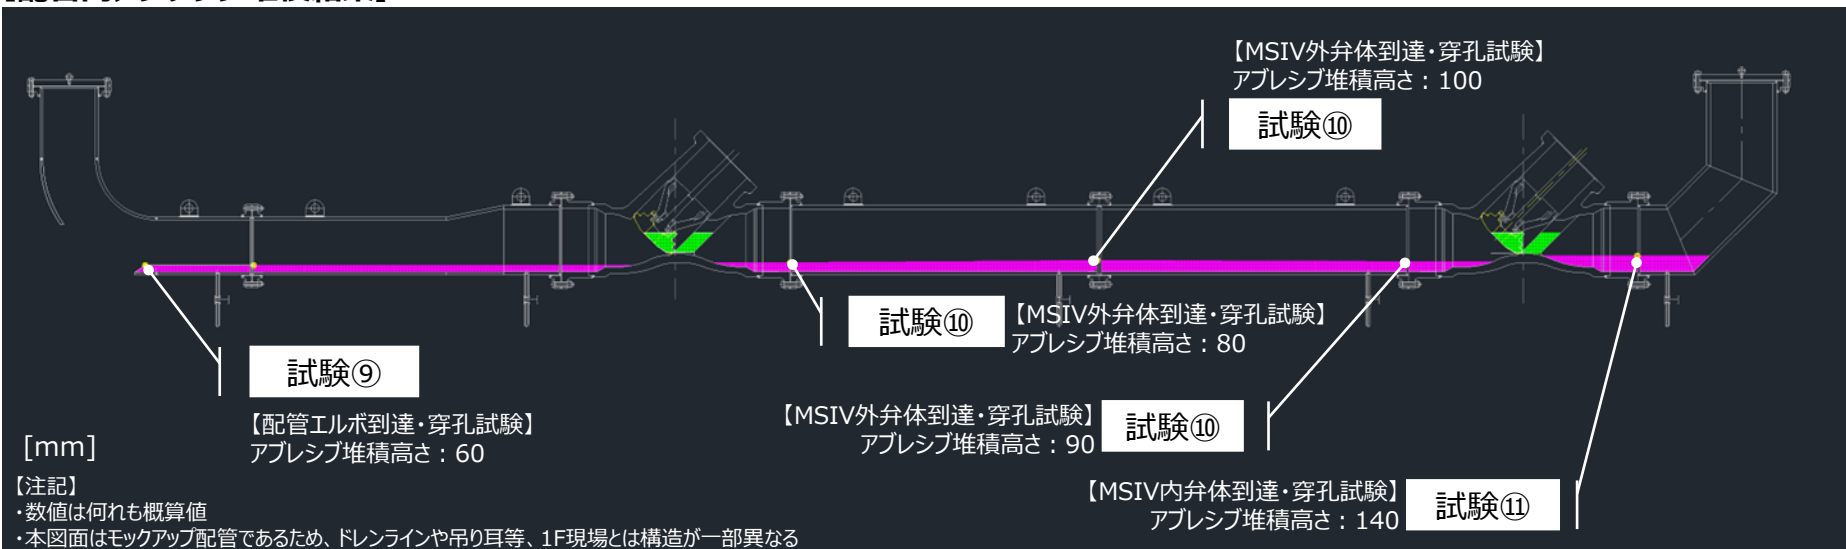 【MSIV外弁体到達・穿孔試験】
アブレシブ堆積高さ：100
試験⑩
試験⑩
【MSIV外弁体到達・穿孔試験】
アブレシブ堆積高さ：80
試験⑨
【配管エルボ到達・穿孔試験】
アブレシブ堆積高さ：60
【MSIV外弁体到達・穿孔試験】
アブレシブ堆積高さ：90
試験⑩
【MSIV内弁体到達・穿孔試験】
アブレシブ堆積高さ：140
試験⑪
[mm]
【注記】
・数値は何れも概算値
・本図面はモックアップ配管であるため、ドレンラインや吊り耳等、1F現場とは構造が一部異なる